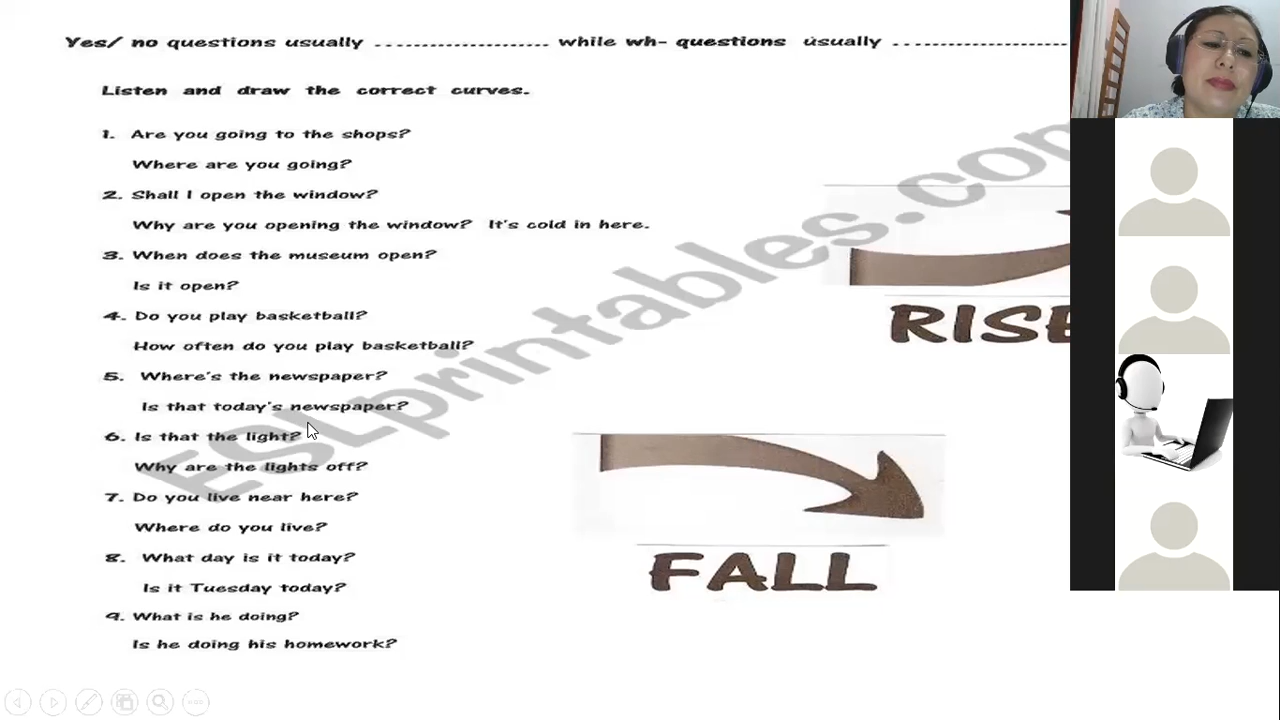 Yes/ no questions usually ...................... while wh- questions usually ......................
Listen and draw the correct curves.
1. Are you going to the shops?
Where are you going?
2. Shall I open the window?
Why are you opening the window? It's cold in here.
3. When does the museum open?
Is it open?
4. Do you play basketball?
How often do you play basketball?
5. Where's the newspaper?
Is that today's newspaper?
6. Is that the light?
Why are the lights off?
7. Do you live near here?
Where do you live?
8. What day is it today?
Is it Tuesday today?
9. What is he doing?
Is he doing his homework?
RISE
FALL
ESLprintables.com